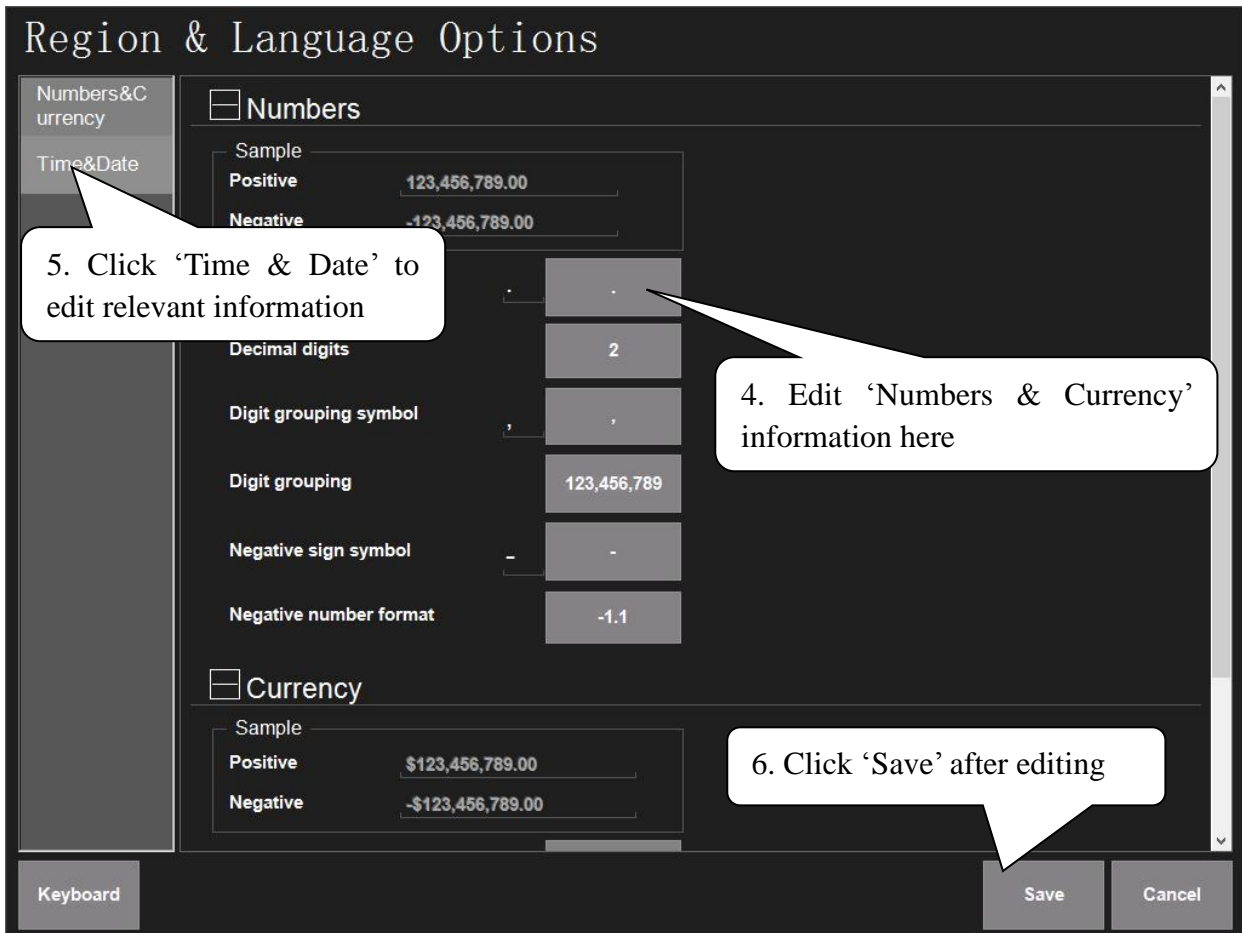 Region & Language Options
Numbers&C
urrency
Time&Date
Numbers
Sample
Positive 123,456,789.00
Negative -123,456,789.00
5. Click ‘Time & Date’ to
edit relevant information
. .
Decimal digits 2
4. Edit ‘Numbers & Currency’
information here
Digit grouping symbol , ,
Digit grouping 123,456,789
Negative sign symbol - -
Negative number format -1.1
Currency
Sample
Positive $123,456,789.00
Negative -$123,456,789.00
6. Click ‘Save’ after editing
Keyboard Save Cancel